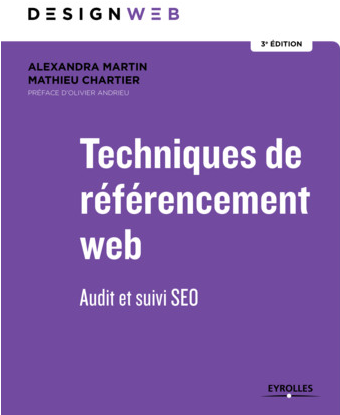 DESIGNWEB
3e ÉDITION
ALEXANDRA MARTIN
MATHIEU CHARTIER
PRÉFACE D'OLIVIER ANDRIEU
Techniques de
référencement
web
Audit et suivi SEO
EYROLLES